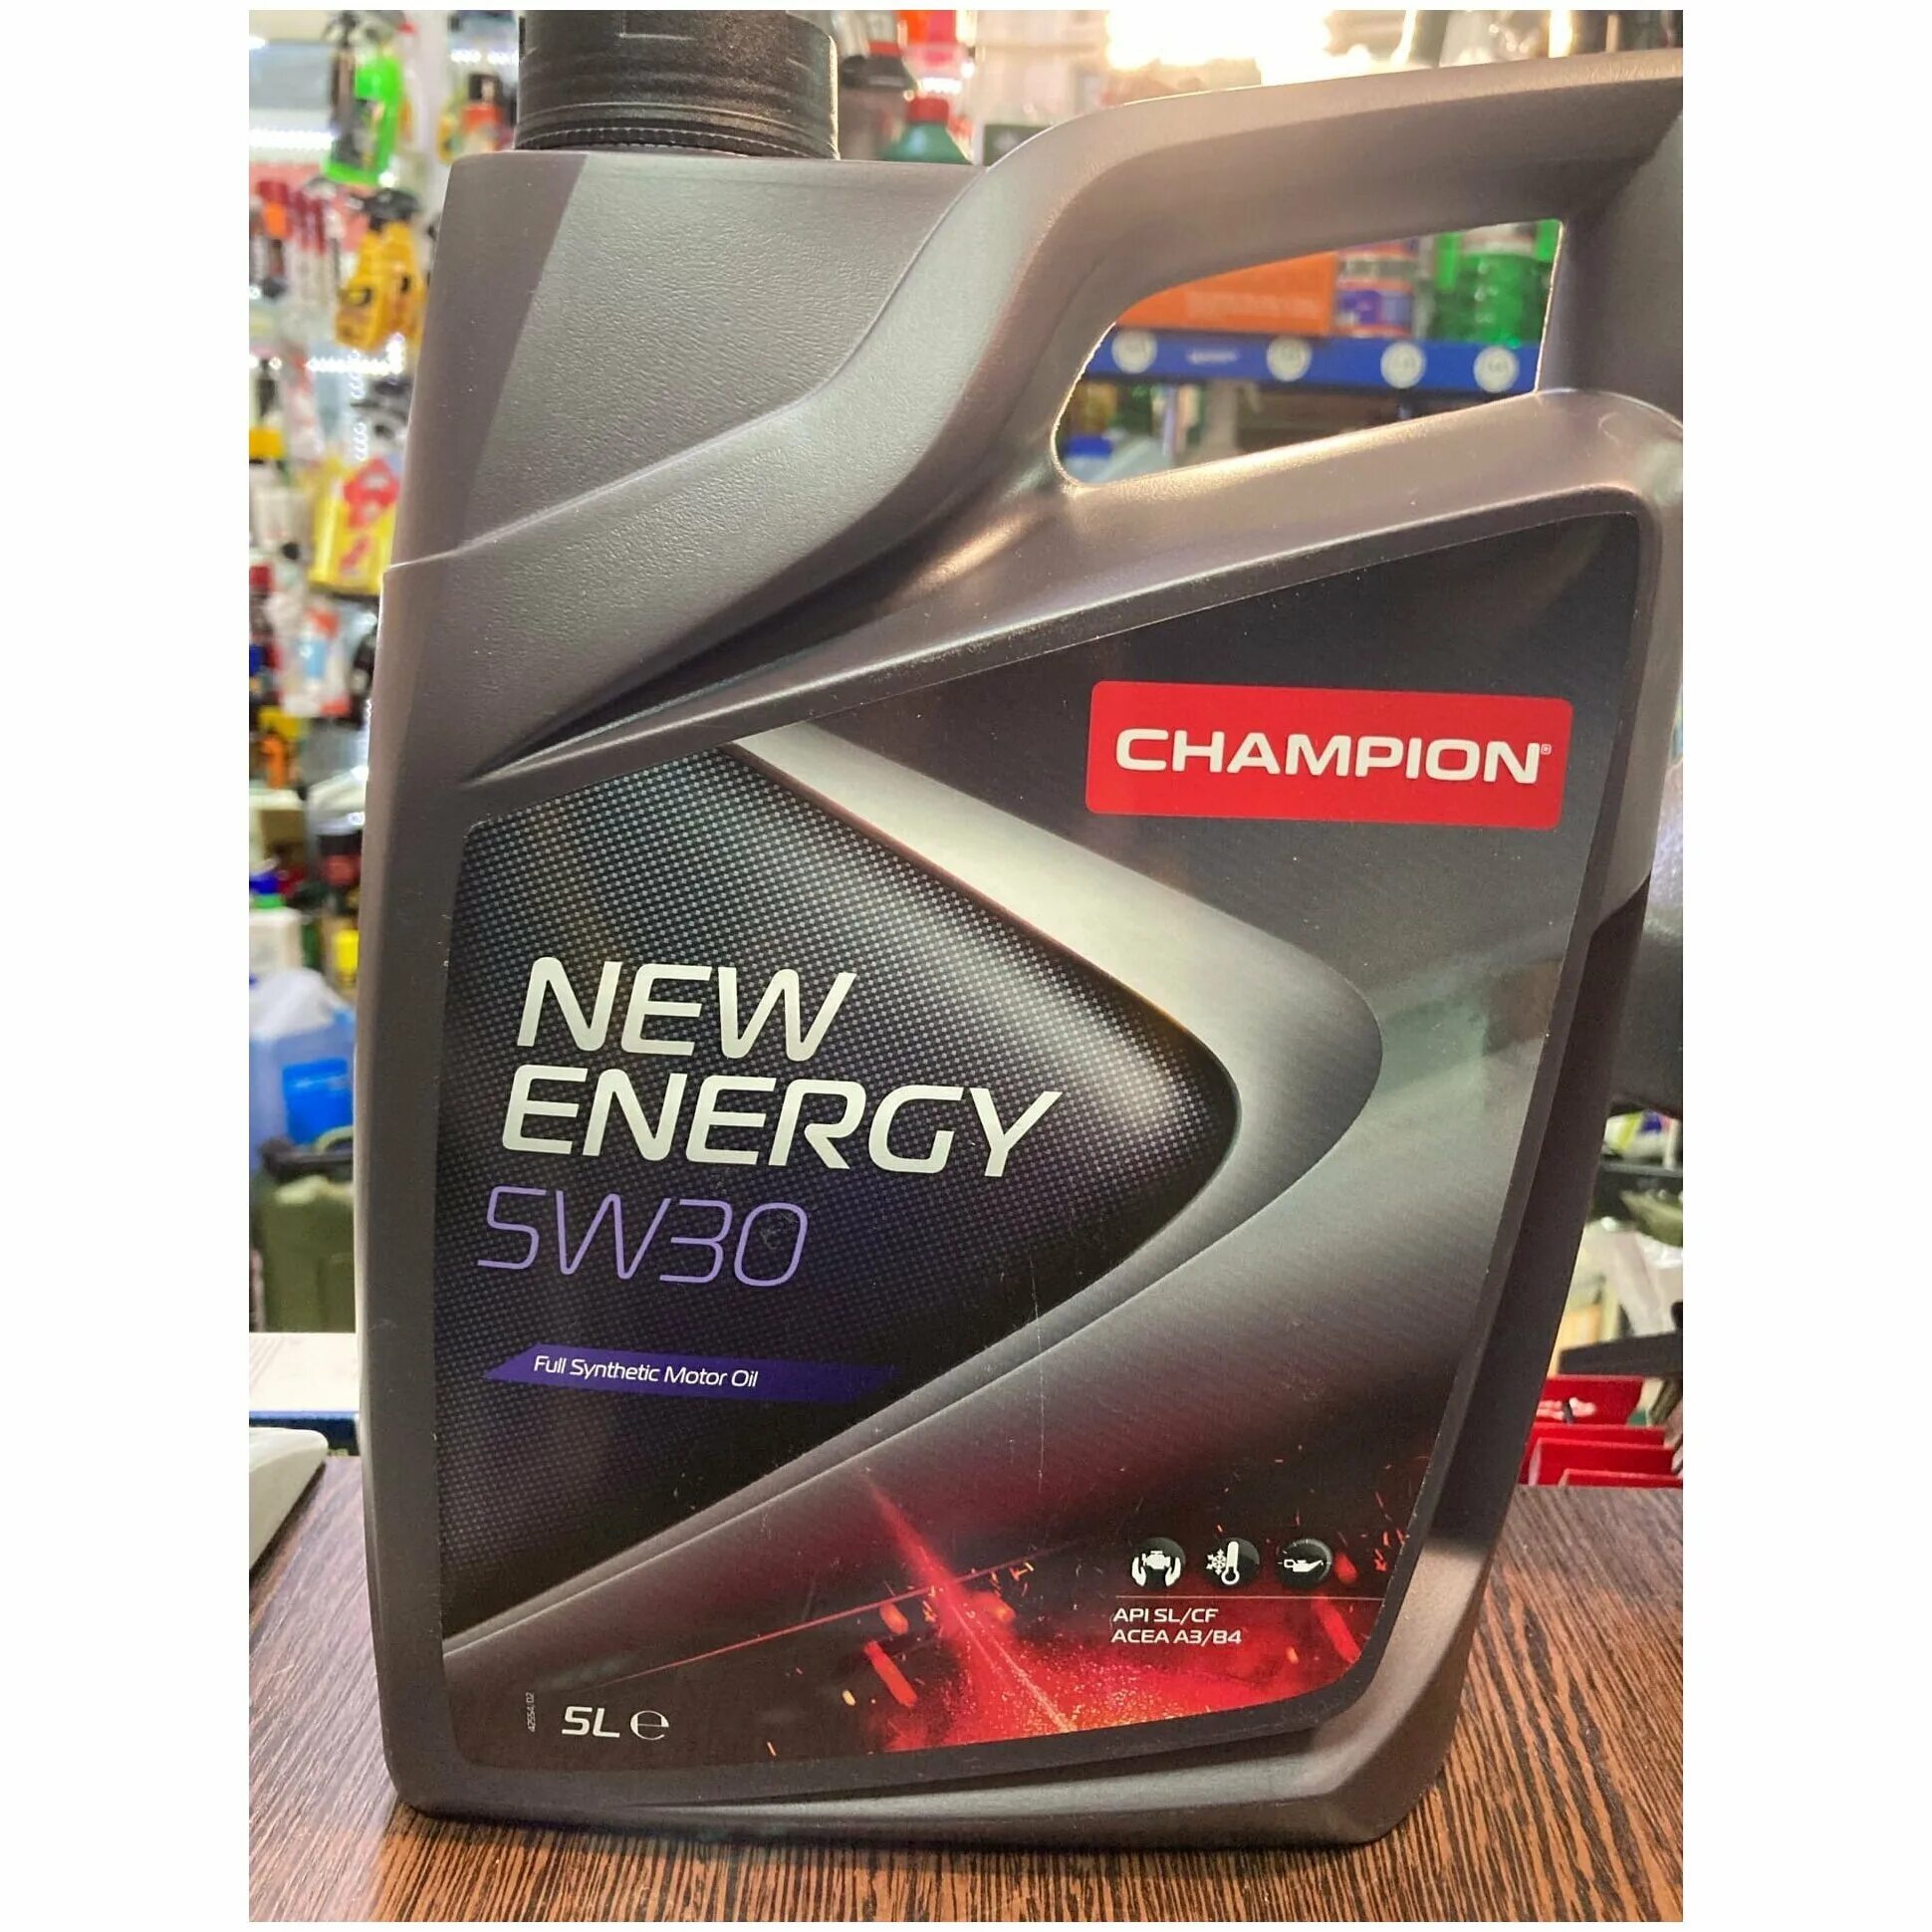 CHAMPION®
NEW
ENERGY
5W30
Full Synthetic Motor Oil
API SL/CF
ACEA A3/B4
5L ℮